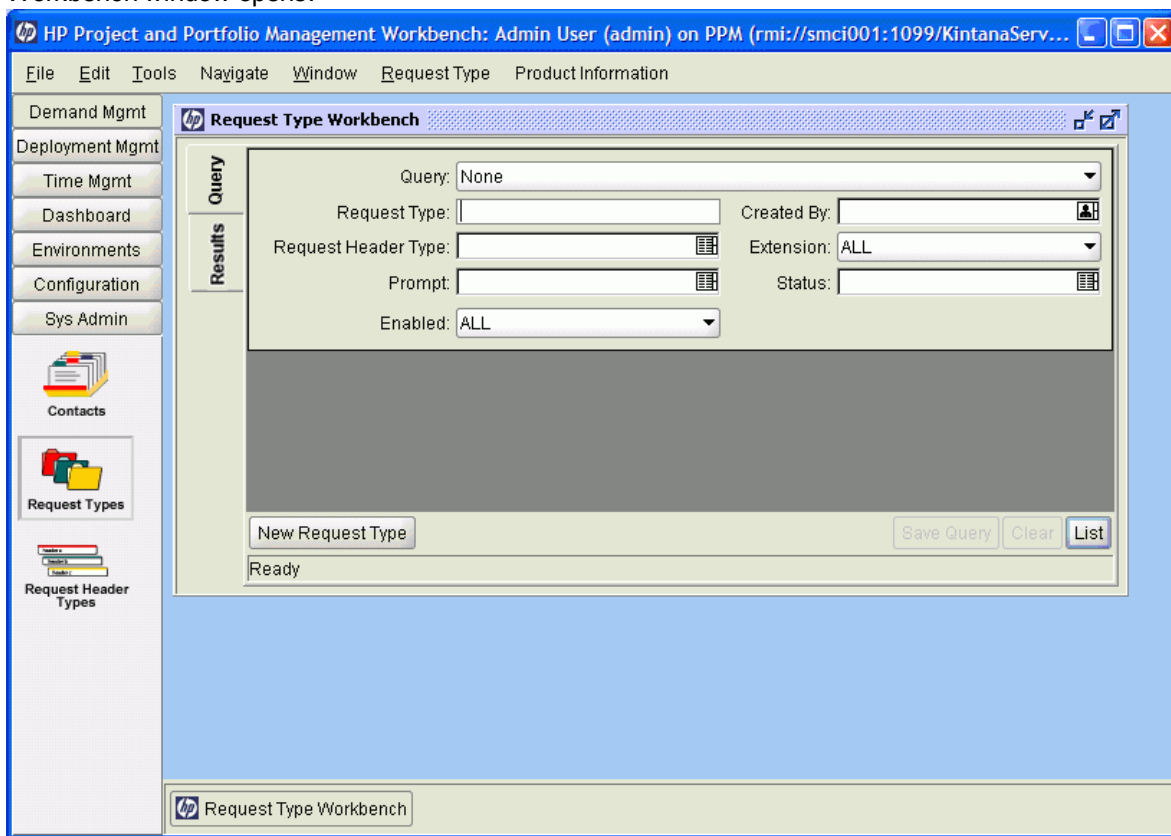 Workbench window opens.
HP Project and Portfolio Management Workbench: Admin User (admin) on PPM (rmi://smci001:1099/KintanaServ...
File Edit Tools Navigate Window Request Type Product Information
Demand Mgmt
Deployment Mgmt
Time Mgmt
Dashboard
Environments
Configuration
Sys Admin
Contacts
Request Types
Request Header
Types
Request Type Workbench
Query
Results
Query: None
Request Type: Created By:
Request Header Type: Extension: ALL
Prompt: Status:
Enabled: ALL
New Request Type Save Query Clear List
Ready
Request Type Workbench